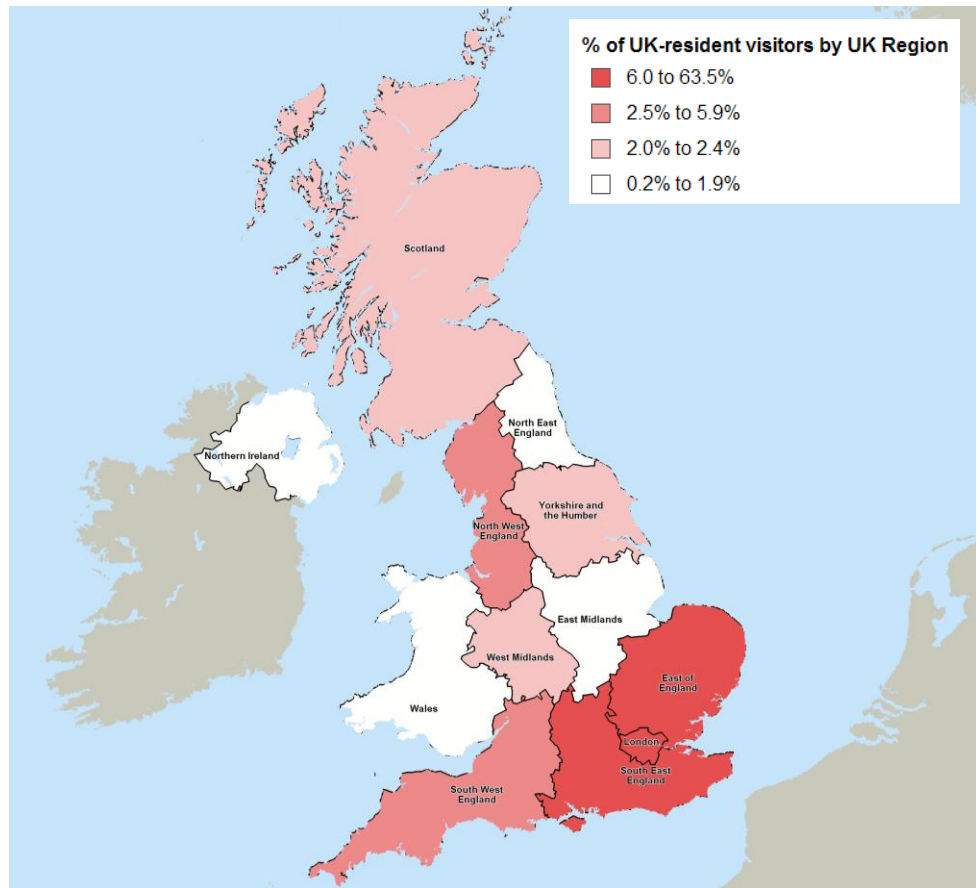 % of UK-resident visitors by UK Region
6.0 to 63.5%
2.5% to 5.9%
2.0% to 2.4%
0.2% to 1.9%
Scotland
North East
England
Northern Ireland
Yorkshire and
the Humber
North West
England
East Midlands
West Midlands
East of
England
Wales
London
South East
England
South West
England